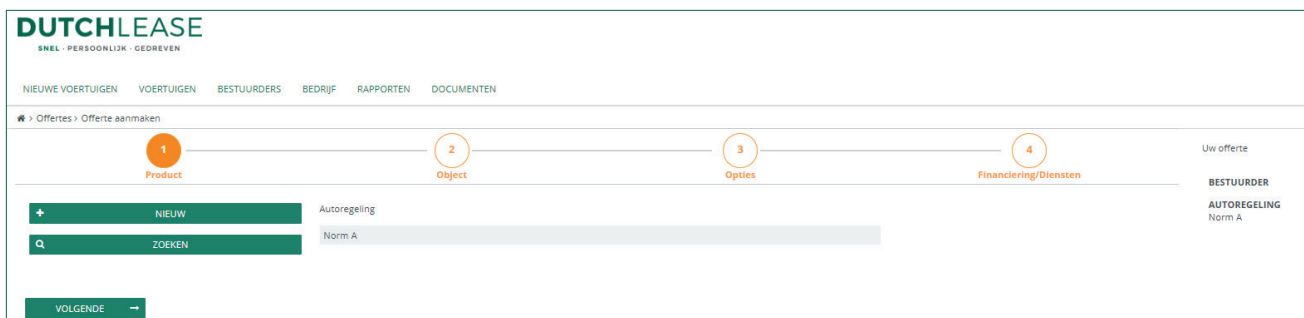 DUTCHLEASE
SNEL · PERSOONLIJK · GEDREVEN
NIEUWE VOERTUIGEN VOERTUIGEN BESTUURDERS BEDRIJF RAPPORTEN DOCUMENTEN
> Offertes > Offerte aanmaken
1 2 3 4
Product Object Opties Financiering/Diensten
Uw offerte
BESTUURDER
AUTOREGELING
Norm A
+ NIEUW
ZOEKEN
Autoregeling
Norm A
VOLGENDE →